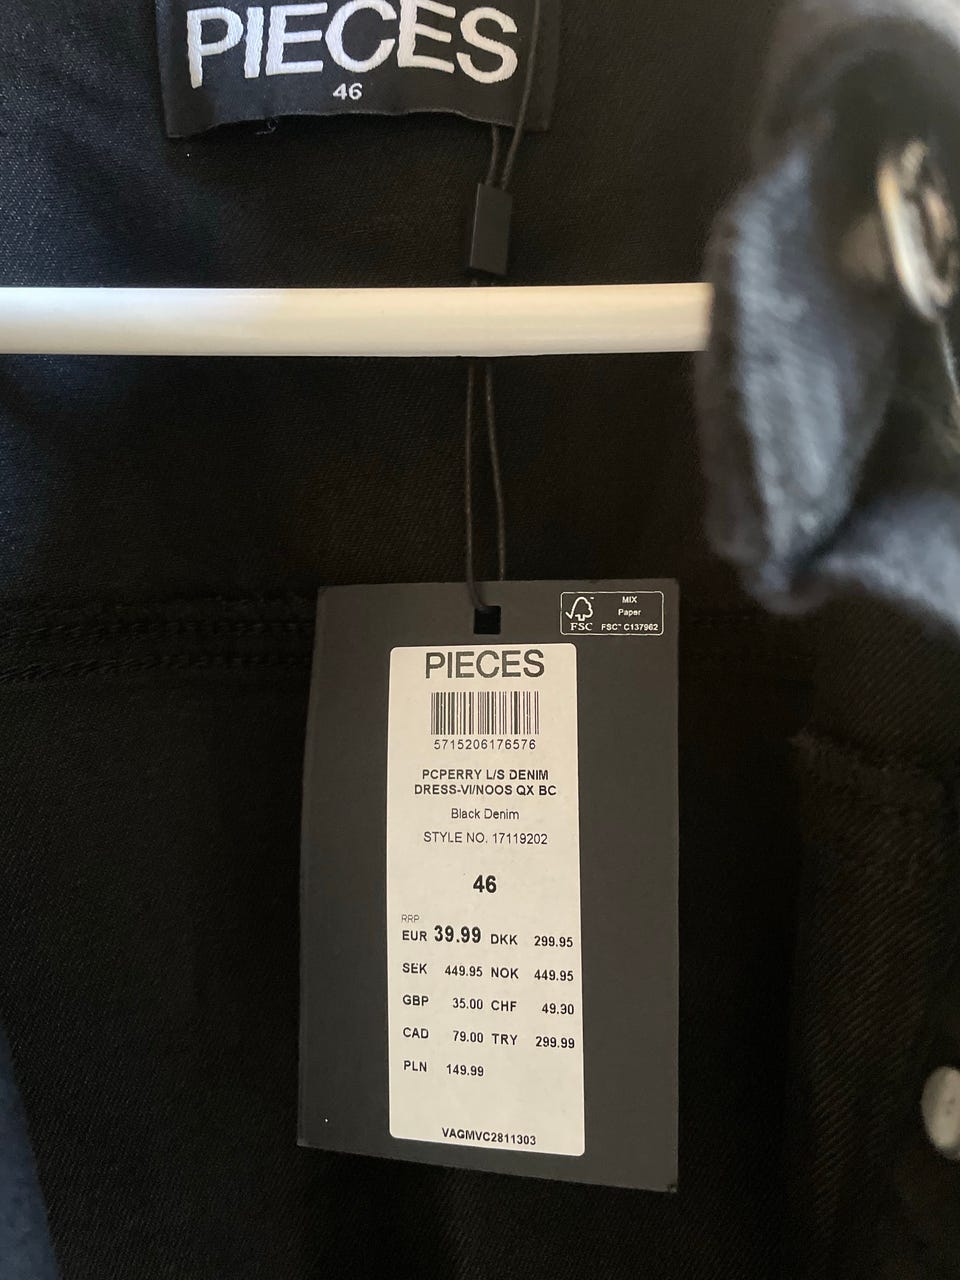 PIECES
46
MIX
Paper
FSC™ C137962
FSC
PIECES
5715206176576
PCPERRY L/S DENIM
DRESS-VI/NOOS QX BC
Black Denim
STYLE NO. 17119202
46
RRP
EUR 39.99 DKK 299.95
SEK 449.95 NOK 449.95
GBP 35.00 CHF 49.30
CAD 79.00 TRY 299.99
PLN 149.99
VAGMVC2811303